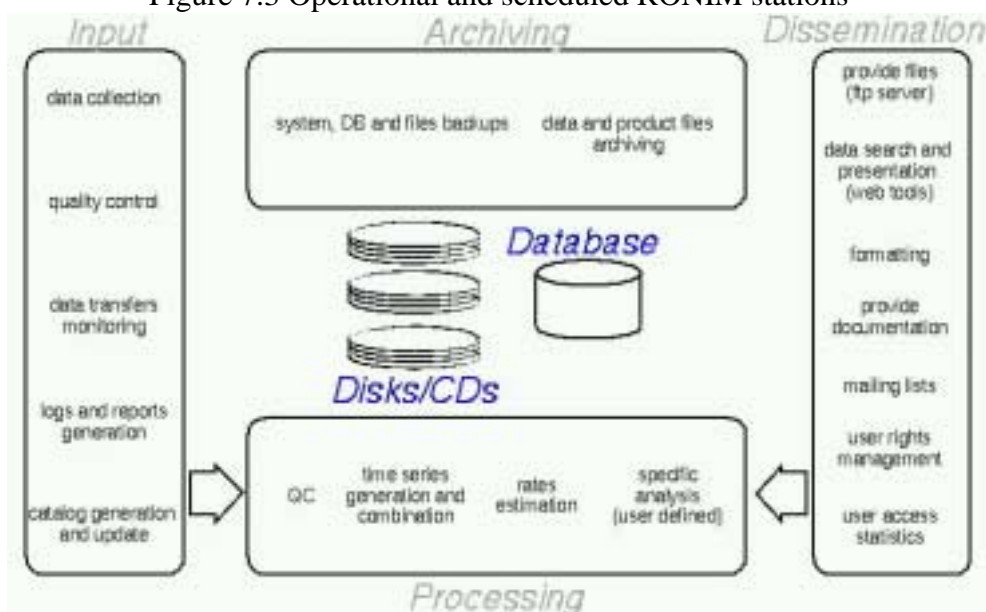 Figure 7.3 Operational and scheduled RONIM stations
Input
data collection
quality control
data transfers
monitoring
logs and reports
generation
catalog generation
and update
Archiving
system, DB and files backups
data and product files
archiving
Database
Disks/CDs
QC
time series
generation and
combination
rates
estimation
specific
analysis
(user defined)
Processing
Dissemination
provide files
(ftp server)
data search and
presentation
(web tools)
formatting
provide
documentation
mailing lists
user rights
management
user access
statistics